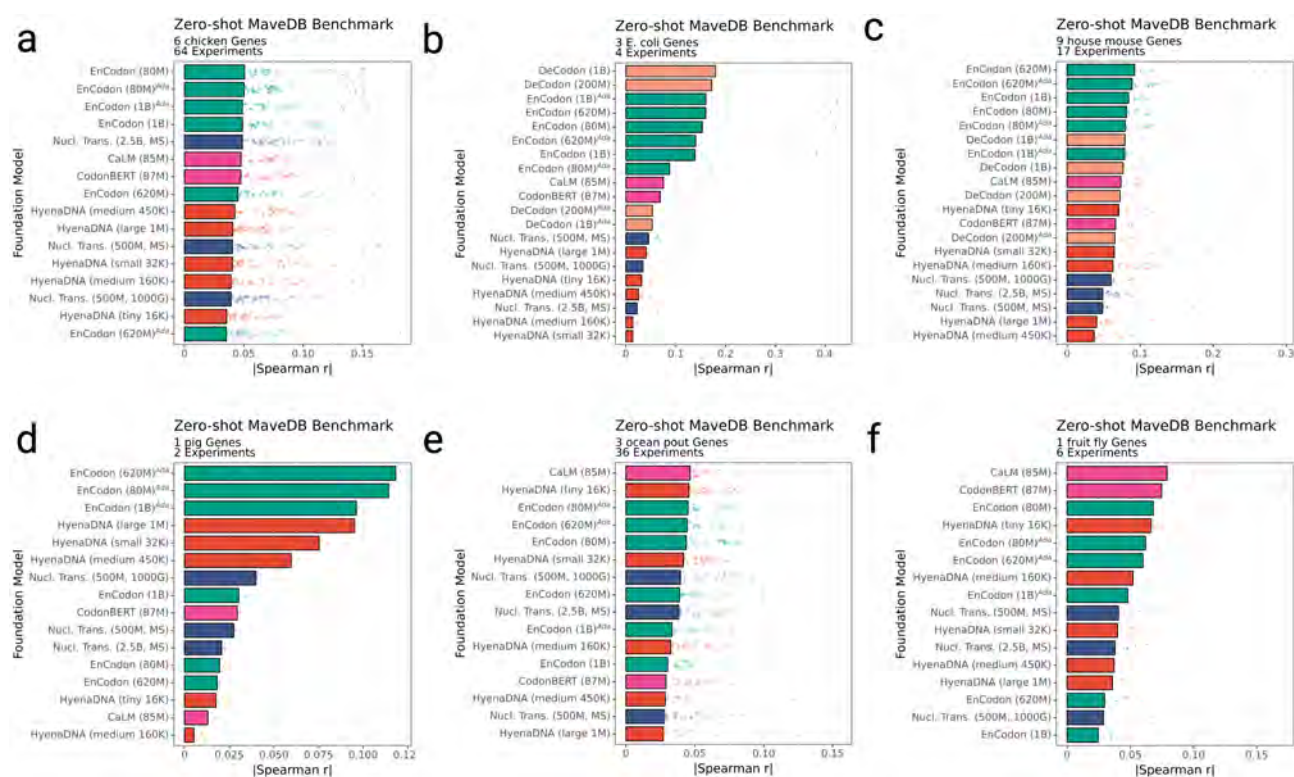 a
Zero-shot MaveDB Benchmark
6 chicken Genes
64 Experiments
Foundation Model
EnCodon (80M)
EnCodon (80M)Ada
EnCodon (1B)Ada
EnCodon (1B)
Nucl. Trans. (2.5B, MS)
CaLM (85M)
CodonBERT (87M)
EnCodon (620M)
HyenaDNA (medium 450K)
HyenaDNA (large 1M)
Nucl. Trans. (500M, MS)
HyenaDNA (small 32K)
HyenaDNA (medium 160K)
Nucl. Trans. (500M, 1000G)
HyenaDNA (tiny 16K)
EnCodon (620M)Ada
0 0.05 0.10 0.15
|Spearman r|
b
Zero-shot MaveDB Benchmark
3 E. coli Genes
4 Experiments
Foundation Model
DeCodon (1B)
DeCodon (200M)
EnCodon (1B)Ada
EnCodon (620M)
EnCodon (80M)
EnCodon (620M)Ada
EnCodon (1B)
EnCodon (80M)Ada
CaLM (85M)
CodonBERT (87M)
DeCodon (200M)Ada
DeCodon (1B)Ada
Nucl. Trans. (500M, MS)
HyenaDNA (large 1M)
Nucl. Trans. (500M, 1000G)
HyenaDNA (tiny 16K)
HyenaDNA (medium 450K)
Nucl. Trans. (2.5B, MS)
HyenaDNA (medium 160K)
HyenaDNA (small 32K)
0 0.1 0.2 0.3 0.4
|Spearman r|
c
Zero-shot MaveDB Benchmark
9 house mouse Genes
17 Experiments
Foundation Model
EnCodon (620M)
EnCodon (620M)Ada
EnCodon (1B)
EnCodon (80M)
EnCodon (80M)Ada
DeCodon (1B)Ada
EnCodon (1B)Ada
DeCodon (1B)
CaLM (85M)
DeCodon (200M)
HyenaDNA (tiny 16K)
CodonBERT (87M)
DeCodon (200M)Ada
HyenaDNA (small 32K)
HyenaDNA (medium 160K)
Nucl. Trans. (500M, 1000G)
Nucl. Trans. (2.5B, MS)
Nucl. Trans. (500M, MS)
HyenaDNA (large 1M)
HyenaDNA (medium 450K)
0 0.1 0.2 0.3
|Spearman r|
d
Zero-shot MaveDB Benchmark
1 pig Genes
2 Experiments
Foundation Model
EnCodon (620M)Ada
EnCodon (80M)Ada
EnCodon (1B)Ada
HyenaDNA (large 1M)
HyenaDNA (small 32K)
HyenaDNA (medium 450K)
Nucl. Trans. (500M, 1000G)
EnCodon (1B)
CodonBERT (87M)
Nucl. Trans. (500M, MS)
Nucl. Trans. (2.5B, MS)
EnCodon (80M)
EnCodon (620M)
HyenaDNA (tiny 16K)
CaLM (85M)
HyenaDNA (medium 160K)
0 0.025 0.050 0.075 0.100 0.12
|Spearman r|
e
Zero-shot MaveDB Benchmark
3 ocean pout Genes
36 Experiments
Foundation Model
CaLM (85M)
HyenaDNA (tiny 16K)
EnCodon (80M)Ada
EnCodon (620M)Ada
EnCodon (80M)
HyenaDNA (small 32K)
Nucl. Trans. (500M, 1000G)
EnCodon (620M)
Nucl. Trans. (2.5B, MS)
EnCodon (1B)Ada
HyenaDNA (medium 160K)
EnCodon (1B)
CodonBERT (87M)
HyenaDNA (medium 450K)
Nucl. Trans. (500M, MS)
HyenaDNA (large 1M)
0 0.05 0.10 0.15
|Spearman r|
f
Zero-shot MaveDB Benchmark
1 fruit fly Genes
6 Experiments
Foundation Model
CaLM (85M)
CodonBERT (87M)
EnCodon (80M)
HyenaDNA (tiny 16K)
EnCodon (80M)Ada
EnCodon (620M)Ada
HyenaDNA (medium 160K)
EnCodon (1B)Ada
Nucl. Trans. (500M, MS)
HyenaDNA (small 32K)
Nucl. Trans. (2.5B, MS)
HyenaDNA (medium 450K)
HyenaDNA (large 1M)
EnCodon (620M)
Nucl. Trans. (500M, 1000G)
EnCodon (1B)
0 0.05 0.10 0.15
|Spearman r|